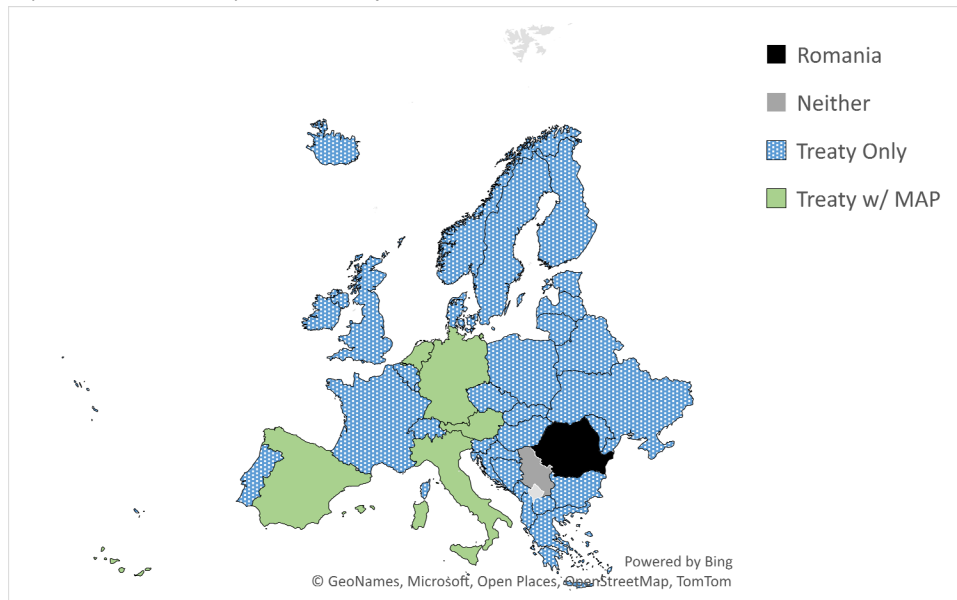 Romania
Neither
Treaty Only
Treaty w/ MAP
Powered by Bing
© GeoNames, Microsoft, Open Places, OpenStreetMap, TomTom